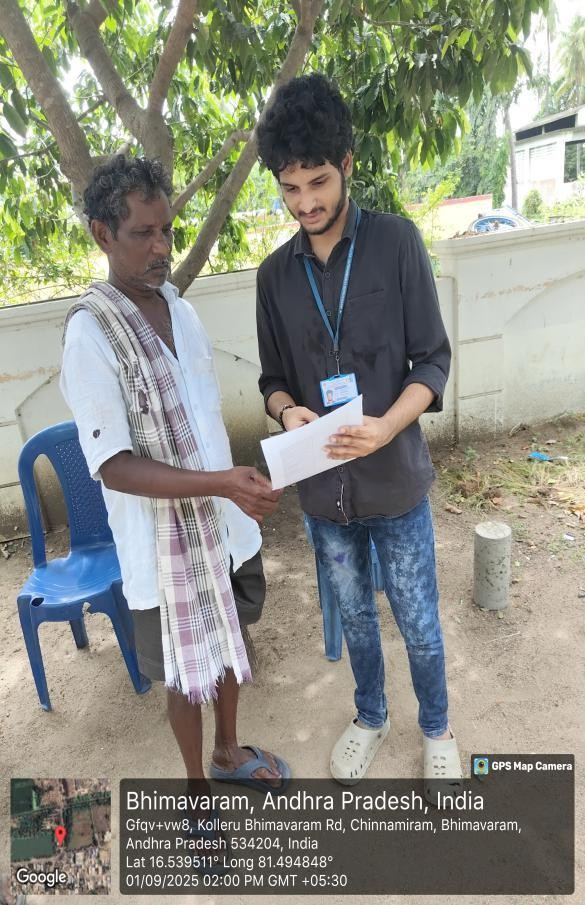 GPS Map Camera
Bhimavaram, Andhra Pradesh, India
Gfqv+vw8, Kolleru Bhimavaram Rd, Chinnamiram, Bhimavaram,
Andhra Pradesh 534204, India
Lat 16.539511° Long 81.494848°
01/09/2025 02:00 PM GMT +05:30
Google